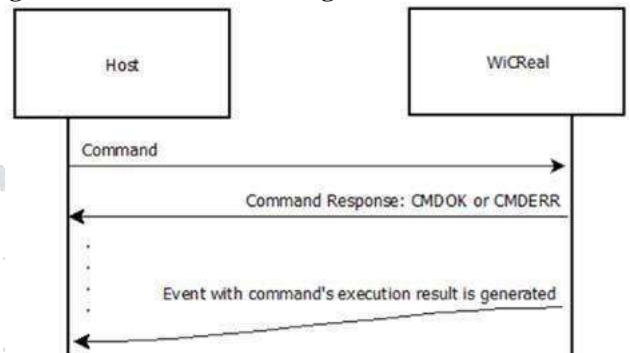 Host
WiCReal
Command
Command Response: CMDOK or CMDERR
Event with command's execution result is generated